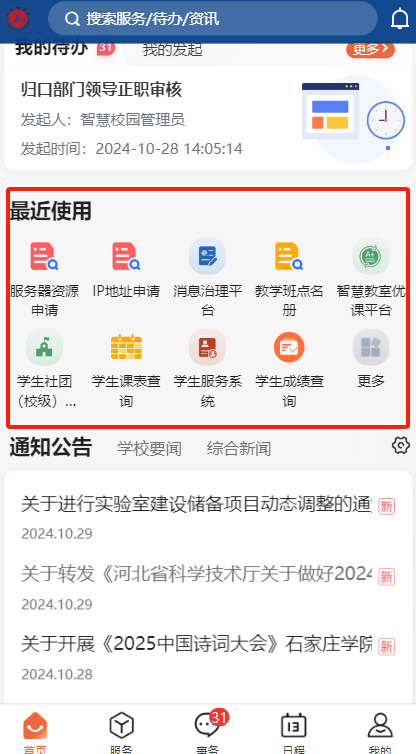 搜索服务/待办/资讯
我的待办 31 我的发起 更多
归口部门领导正职审核
发起人：智慧校园管理员
发起时间：2024-10-28 14:05:14
最近使用
服务器资源 IP地址申请 消息治理平 教学班点名 智慧教室优
申请 台 册 课平台
学生社团 学生课表查 学生服务系 学生成绩查 更多
（校级）... 询 统 询
通知公告 学校要闻 综合新闻
关于进行实验室建设储备项目动态调整的通 新
2024.10.29
关于转发《河北省科学技术厅关于做好2024 新
2024.10.29
关于开展《2025中国诗词大会》石家庄学院 新
2024.10.28
31
13
首页 服务 事务 日程 我的